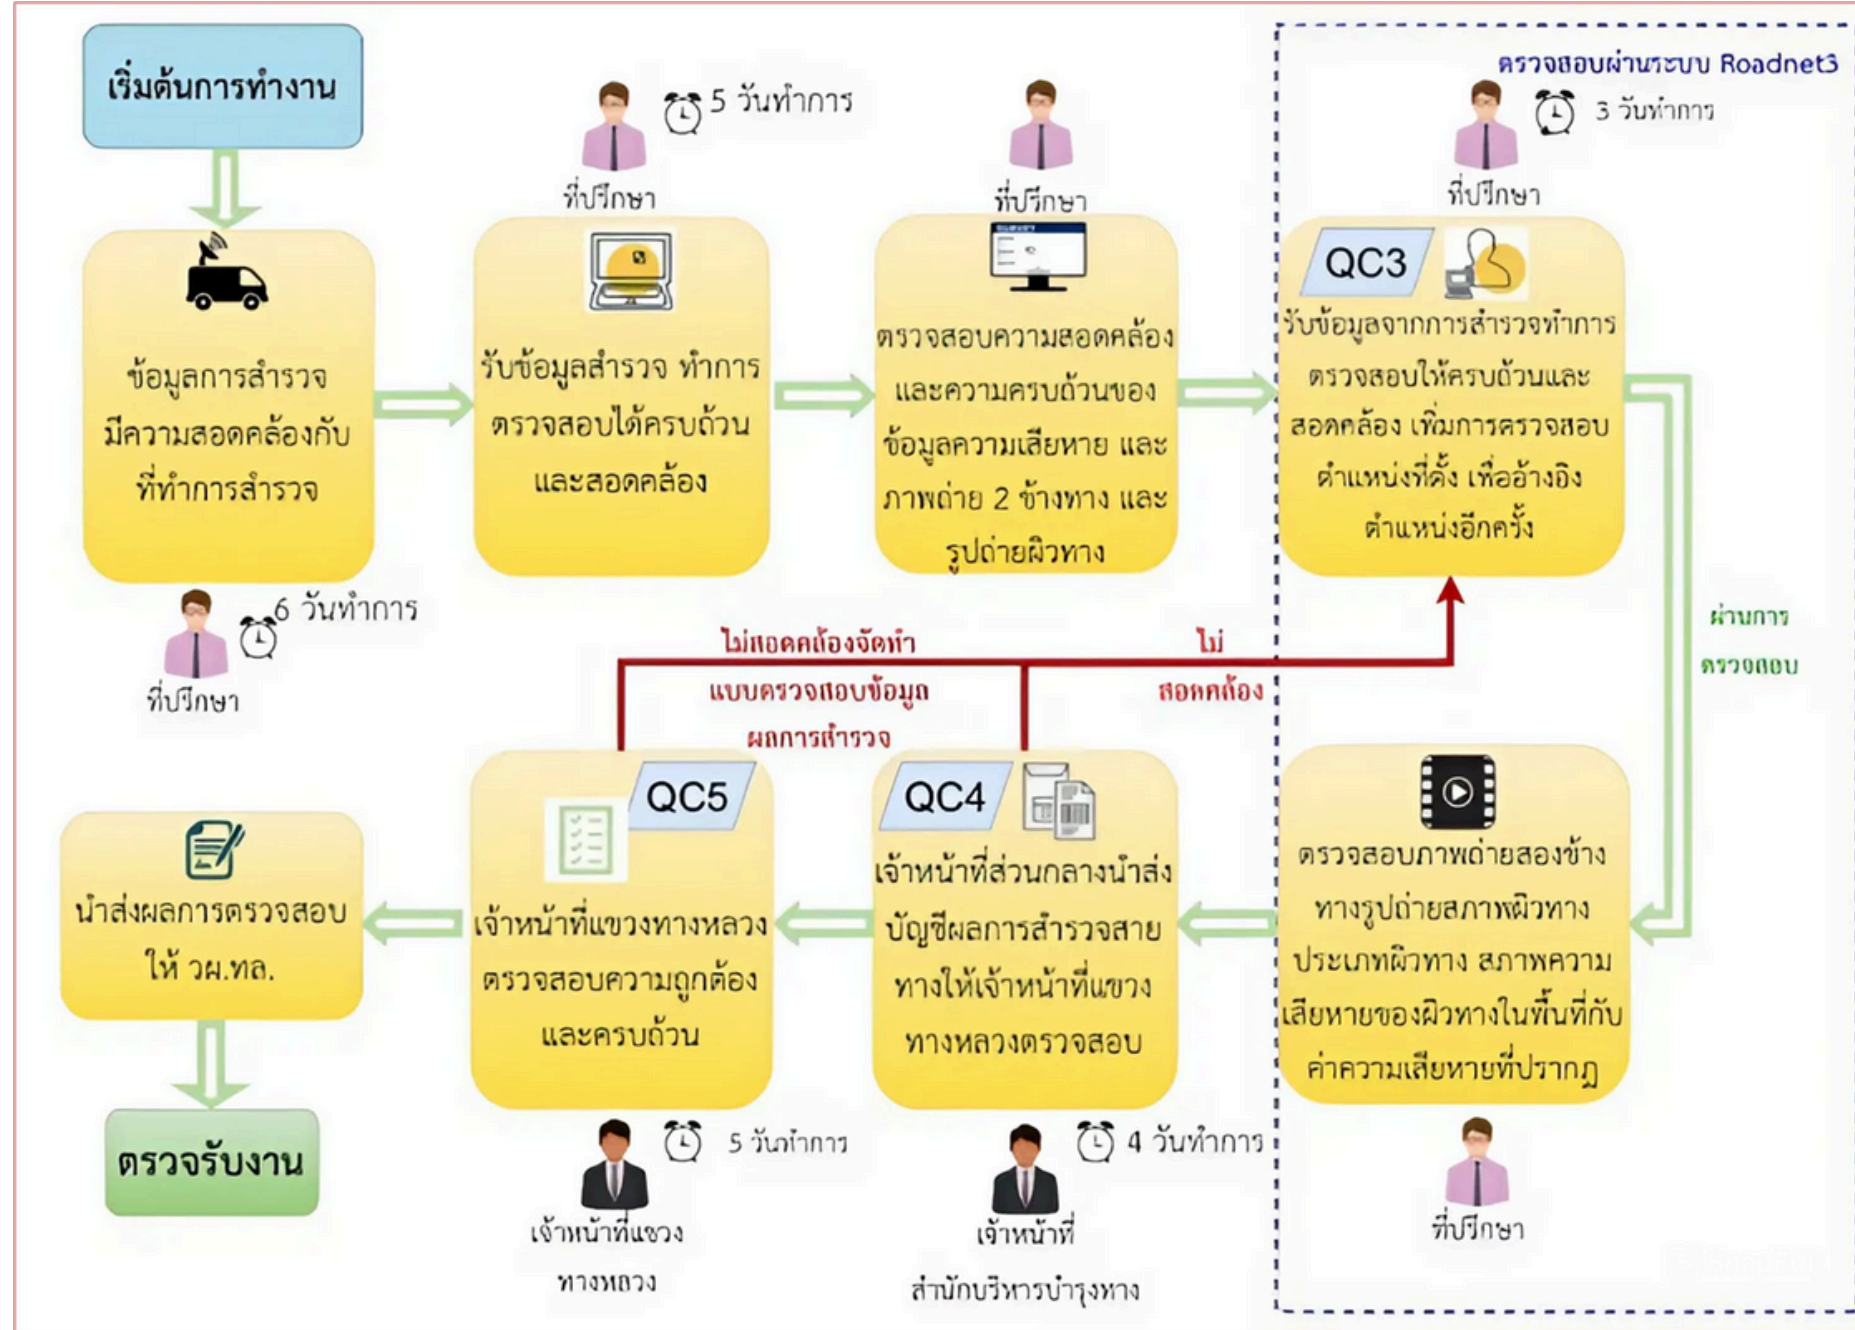 เริ่มต้นการทำงาน
ข้อมูลการสำรวจ
มีความสอดคล้องกับ
ที่ทำการสำรวจ
6 วันทำการ
ที่ปรึกษา
5 วันทำการ
ที่ปรึกษา
รับข้อมูลสำรวจ ทำการ
ตรวจสอบได้ครบถ้วน
และสอดคล้อง
ที่ปรึกษา
ตรวจสอบความสอดคล้อง
และความครบถ้วนของ
ข้อมูลความเสียหาย และ
ภาพถ่าย 2 ข้างทาง และ
รูปถ่ายผิวทาง
ตรวจสอบผ่านระบบ Roadnet3
3 วันทำการ
ที่ปรึกษา
QC3
รับข้อมูลจากการสำรวจทำการ
ตรวจสอบให้ครบถ้วนและ
สอดคล้อง เพิ่มการตรวจสอบ
ตำแหน่งที่ตั้ง เพื่ออ้างอิง
ตำแหน่งอีกครั้ง
ผ่านการ
ตรวจสอบ
ไม่สอดคล้องจัดทำ
แบบตรวจสอบข้อมูล
ผลการสำรวจ
ไม่
สอดคล้อง
ตรวจสอบภาพถ่ายสองข้าง
ทางรูปถ่ายสภาพผิวทาง
ประเภทผิวทาง สภาพความ
เสียหายของผิวทางในพื้นที่กับ
ค่าความเสียหายที่ปรากฏ
ที่ปรึกษา
QC4
เจ้าหน้าที่ส่วนกลางนำส่ง
บัญชีผลการสำรวจสาย
ทางให้เจ้าหน้าที่แขวง
ทางหลวงตรวจสอบ
4 วันทำการ
เจ้าหน้าที่
สำนักบริหารบำรุงทาง
QC5
เจ้าหน้าที่แขวงทางหลวง
ตรวจสอบความถูกต้อง
และครบถ้วน
5 วันทำการ
เจ้าหน้าที่แขวง
ทางหลวง
นำส่งผลการตรวจสอบ
ให้ วผ.ทล.
ตรวจรับงาน